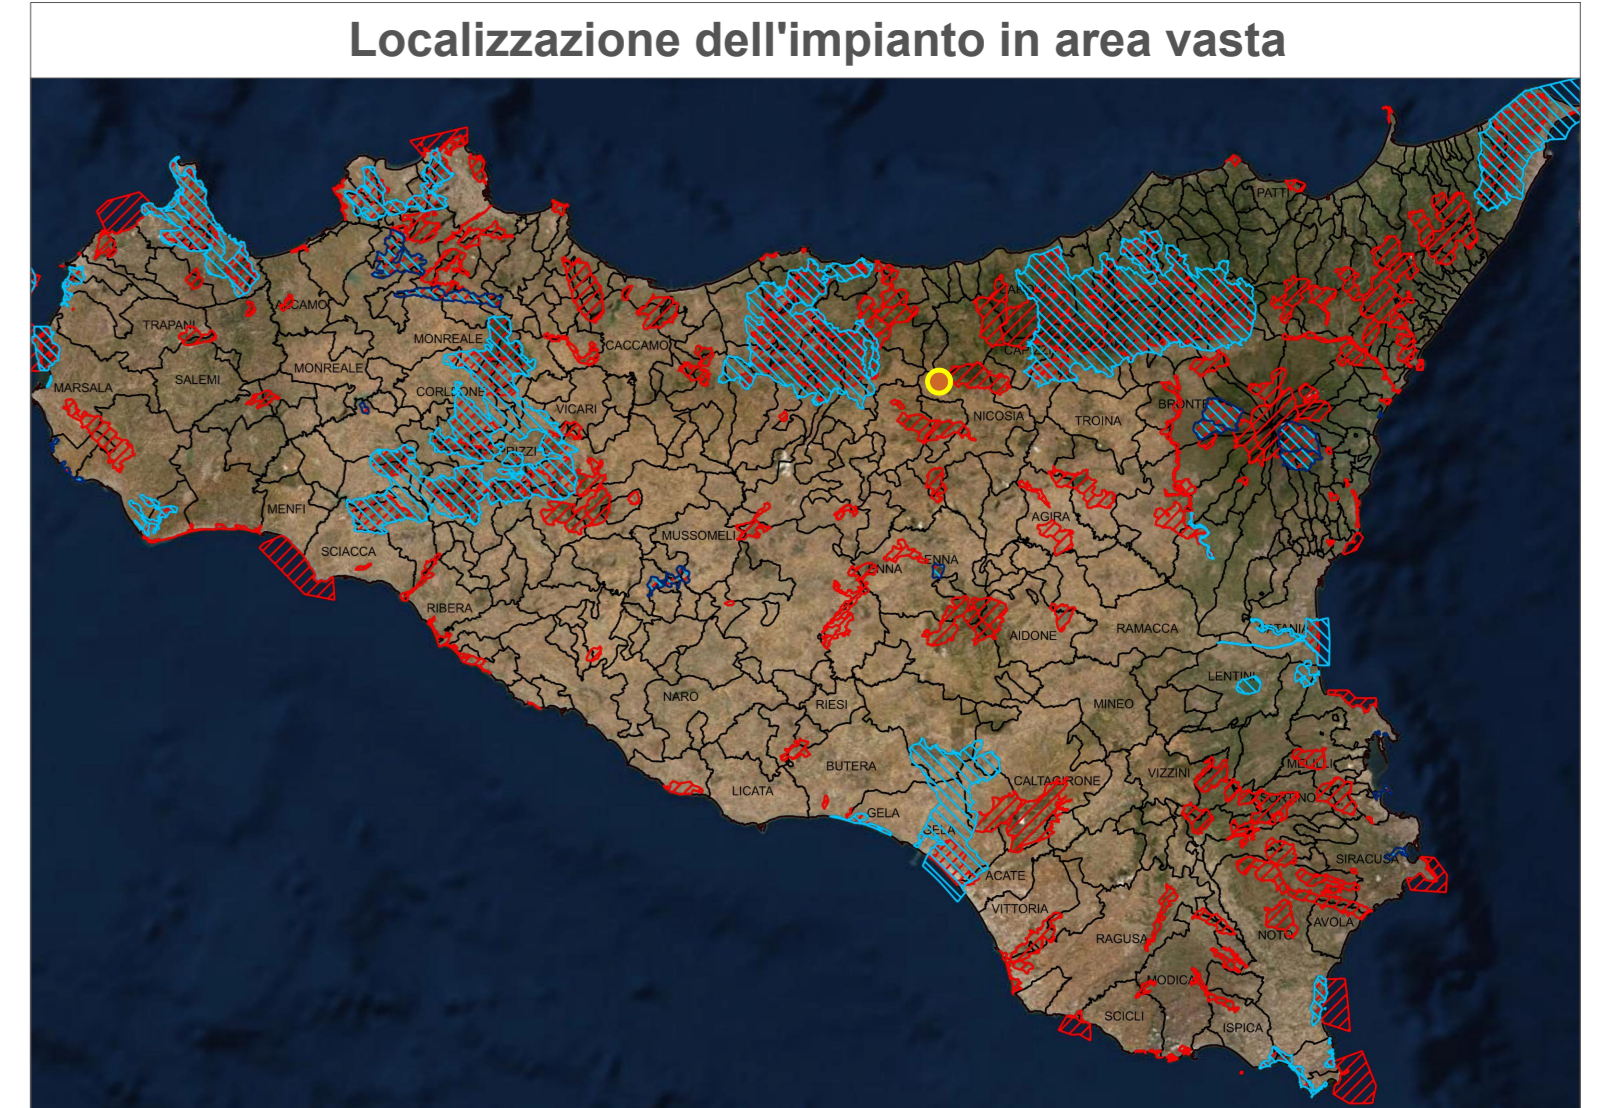 Localizzazione dell'impianto in area vasta
PATTI
ALCAMO
TRAPANI
MONREALE
CACCAMO
MONREALE
SALEMI
MARSALA
CORLEONE
VICARI
NICOSIA
TROINA
BRONTE
MENFI
SCIACCA
MUSSOMELI
AGIRA
ENNA
ENNA
RIBERA
AIDONE
RAMACCA
CATANIA
LENTINI
NARO
RIESI
MINEO
BUTERA
CALTAGIRONE
VIZZINI
MELILLI
LICATA
GELA
SORTINO
GELA
SIRACUSA
ACATE
VITTORIA
AVOLA
RAGUSA
NOTO
MODICA
SCICLI
ISPICA